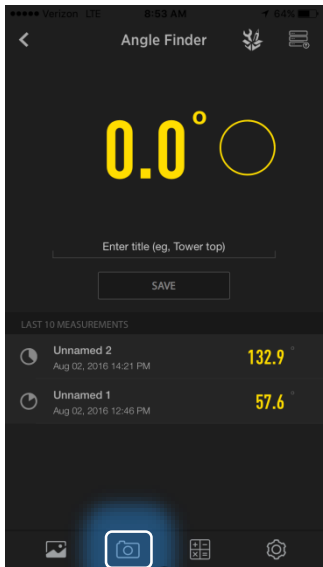 Verizon LTE 8:53 AM 64%
Angle Finder
0.0°
Enter title (eg, Tower top)
SAVE
LAST 10 MEASUREMENTS
Unnamed 2
132.9°
Aug 02, 2016 14:21 PM
Unnamed 1
57.6°
Aug 02, 2016 12:46 PM